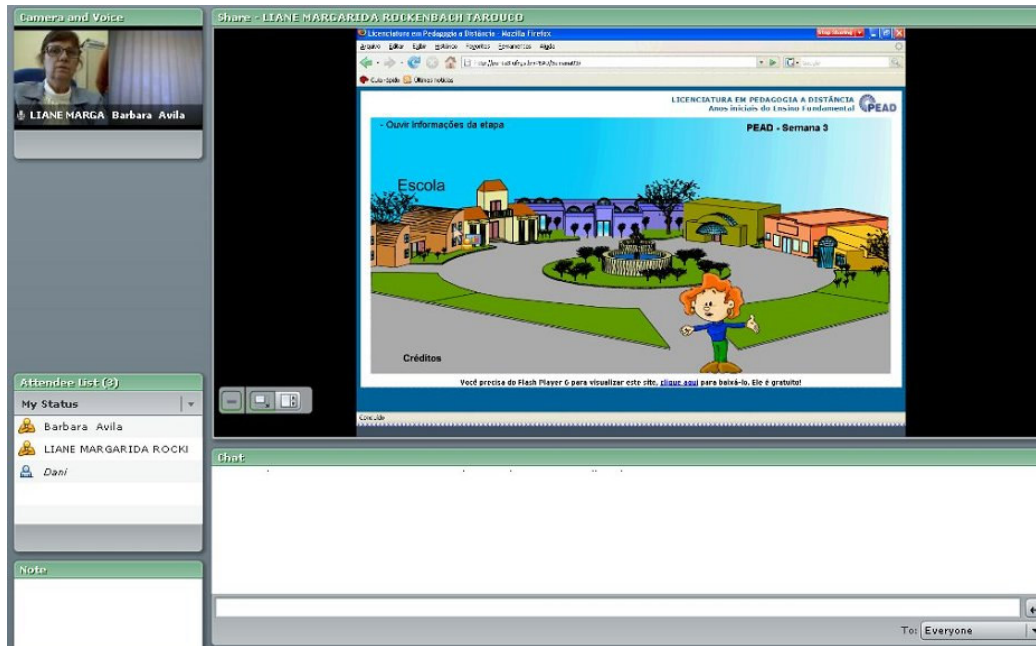 Camera and Voice
LIANE MARGA Barbara Avila
Share - LIANE MARGARIDA ROCKENBACH TAROUCO
Licenciatura em Pedagogia a Distância - Mozilla Firefox
Stop Sharing
Arquivo Editar Exibir Histórico Favoritos Ferramentas Ajuda
Guia rápido Últimas notícias
LICENCIATURA EM PEDAGOGIA A DISTÂNCIA
Anos iniciais do Ensino Fundamental
PEAD
- Ouvir Informações da etapa
PEAD - Semana 3
Escola
Créditos
Você precisa do Flash Player 6 para visualizar este site, clique aqui para baixá-lo. Ele é gratuito!
Concluído
Attendee List (3)
My Status
Barbara Avila
LIANE MARGARIDA ROCKI
Dani
Note
Chat
To: Everyone